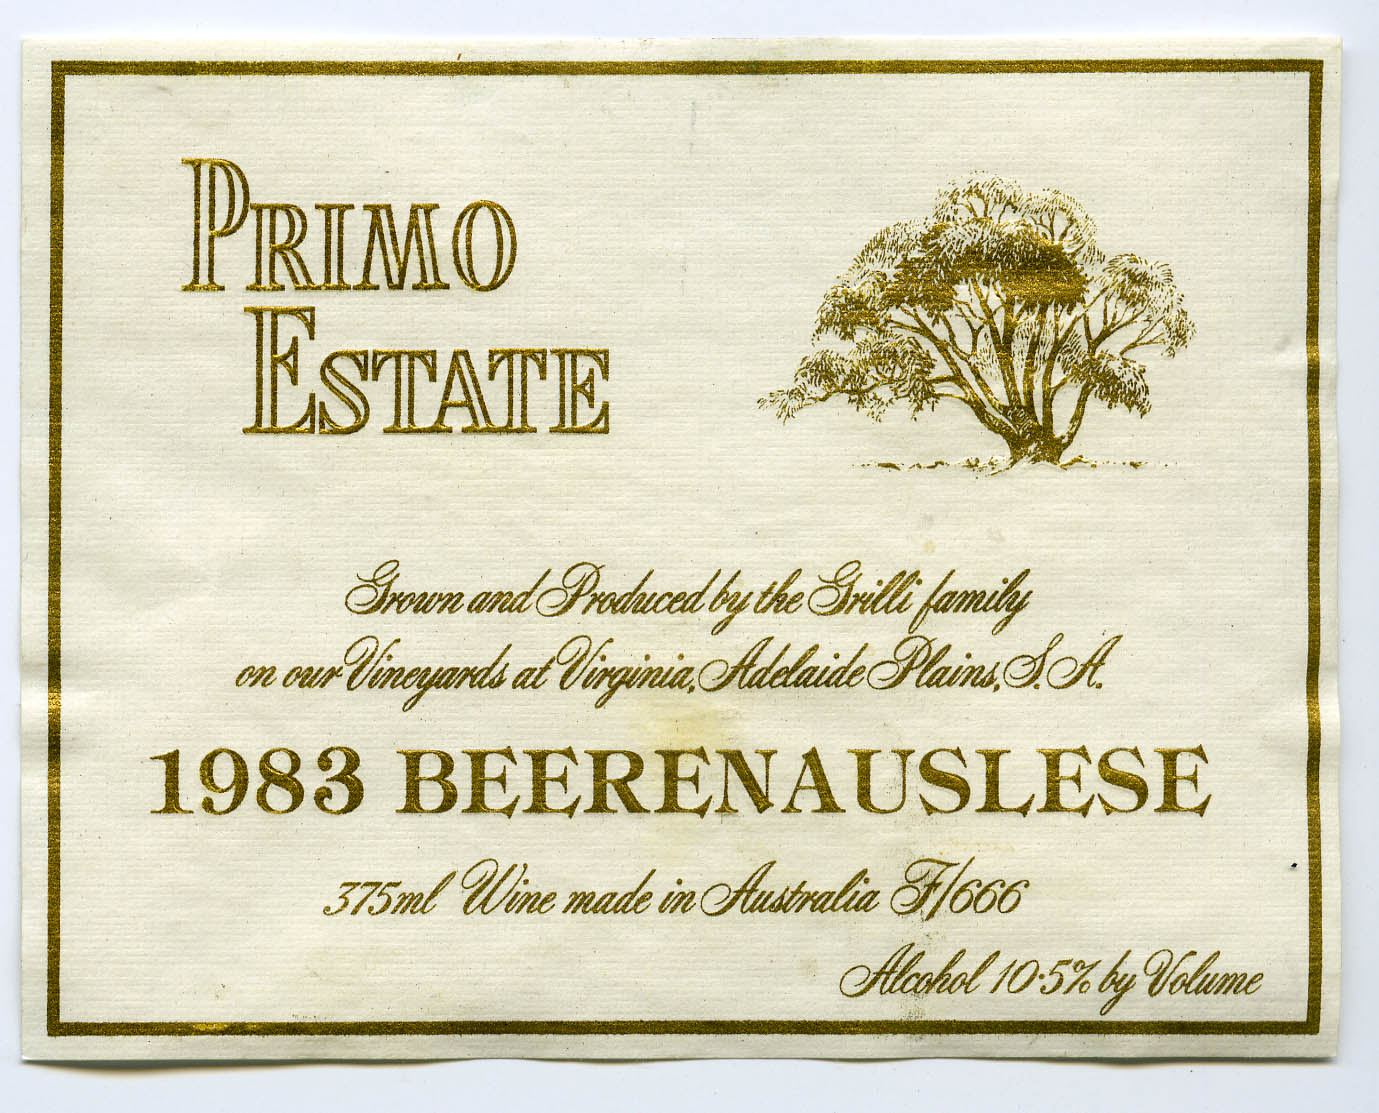 PRIMO
ESTATE
Grown and Produced by the Grilli family
on our Vineyards at Virginia, Adelaide Plains, S.A.
1983 BEERENAUSLESE
375ml Wine made in Australia F/666
Alcohol 10·5% by Volume